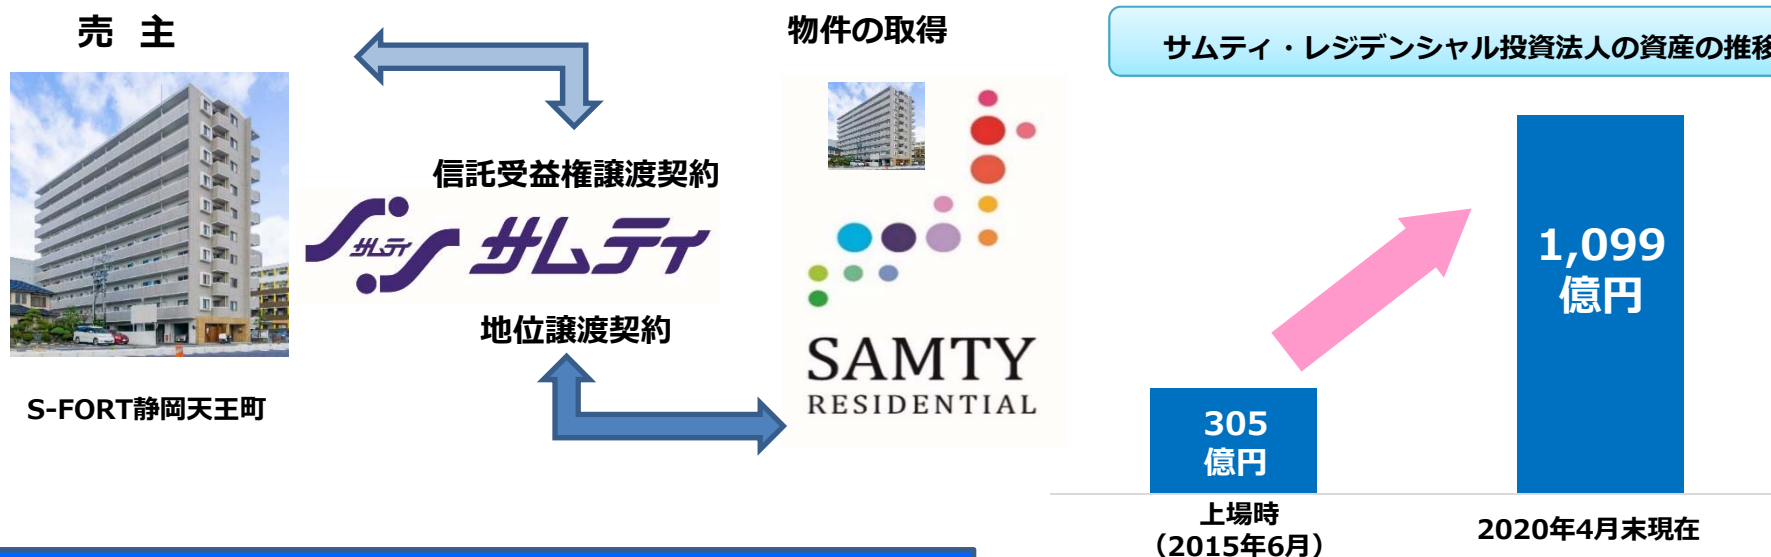 売 主
物件の取得
サムティ・レジデンシャル投資法人の資産の推移
信託受益権譲渡契約
サムティ サムティ
地位譲渡契約
S-FORT静岡天王町
SAMTY
RESIDENTIAL
1,099
億円
305
億円
上場時
（2015年6月）
2020年4月末現在